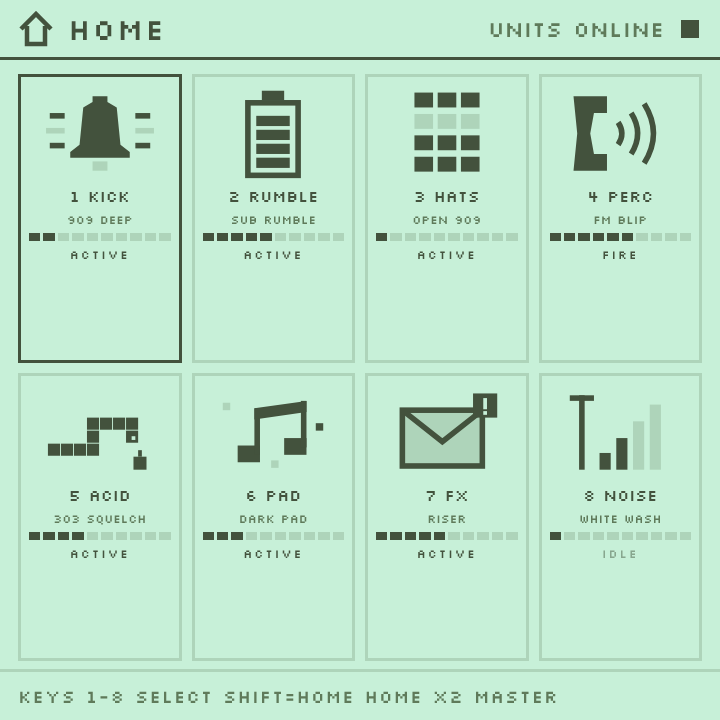 HOME
UNITS ONLINE
1 KICK
909 DEEP
ACTIVE
2 RUMBLE
SUB RUMBLE
ACTIVE
3 HATS
OPEN 909
ACTIVE
4 PERC
FM BLIP
FIRE
5 ACID
303 SQUELCH
ACTIVE
6 PAD
DARK PAD
ACTIVE
!
7 FX
RISER
ACTIVE
8 NOISE
WHITE WASH
IDLE
KEYS 1-8 SELECT SHIFT=HOME HOME X2 MASTER